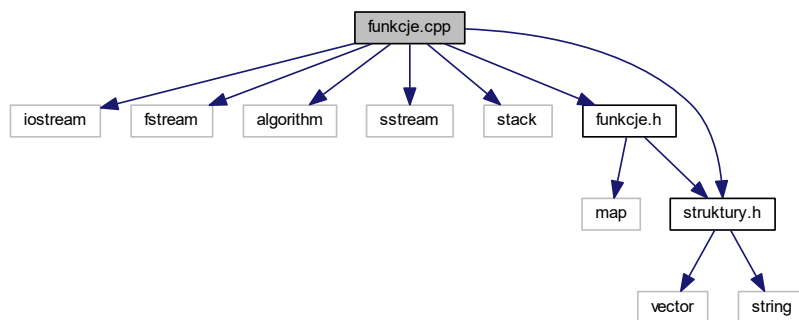 funkcje.cpp
iostream
fstream
algorithm
sstream
stack
funkcje.h
map
struktury.h
vector
string